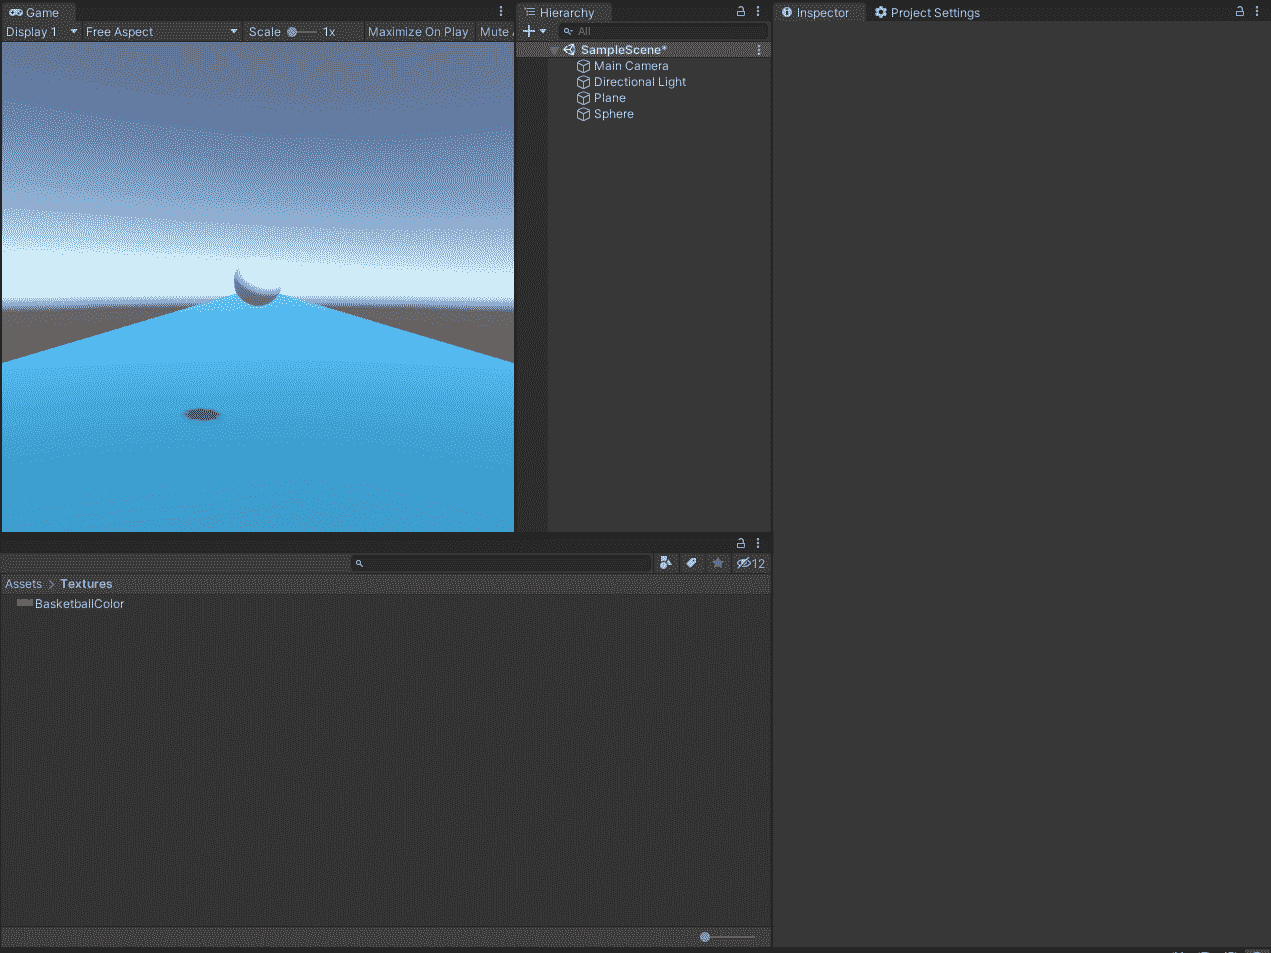 Game
Display 1 Free Aspect Scale 1x Maximize On Play Mute
Hierarchy
All
SampleScene*
Main Camera
Directional Light
Plane
Sphere
Inspector Project Settings
12
Assets > Textures
BasketballColor